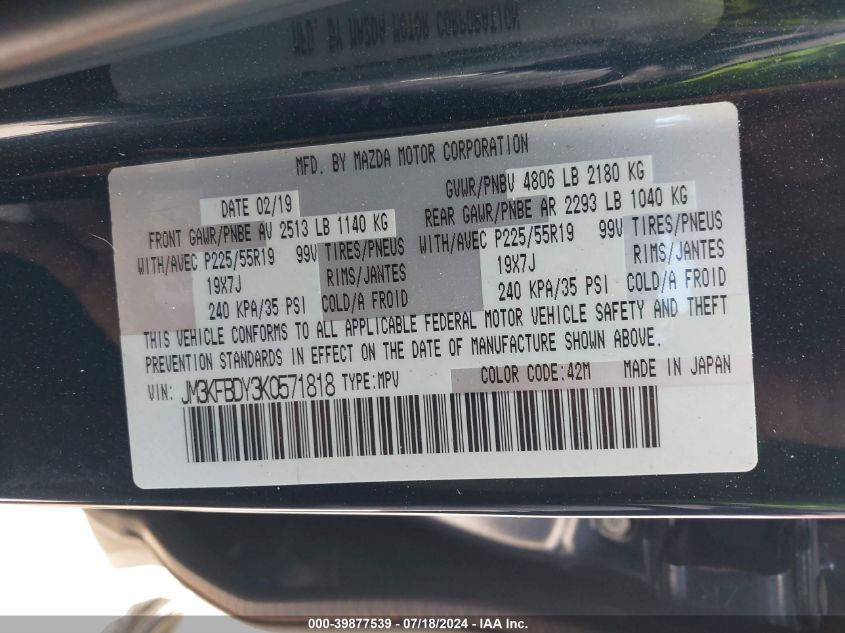 MFD. BY MAZDA MOTOR CORPORATION
MFD. BY MAZDA MOTOR CORPORATION
DATE 02/19
GVWR/PNBV 4806 LB 2180 KG
FRONT GAWR/PNBE AV 2513 LB 1140 KG
REAR GAWR/PNBE AR 2293 LB 1040 KG
WITH/AVEC P225/55R19 99V TIRES/PNEUS
WITH/AVEC P225/55R19 99V TIRES/PNEUS
19X7J RIMS/JANTES
19X7J RIMS/JANTES
240 KPA/35 PSI COLD/A FROID
240 KPA/35 PSI COLD/A FROID
THIS VEHICLE CONFORMS TO ALL APPLICABLE FEDERAL MOTOR VEHICLE SAFETY AND THEFT
PREVENTION STANDARDS IN EFFECT ON THE DATE OF MANUFACTURE SHOWN ABOVE.
VIN: JM3KFBDY3K0571818 TYPE:MPV COLOR CODE:42M MADE IN JAPAN
000-39877539 - 07/18/2024 - IAA Inc.